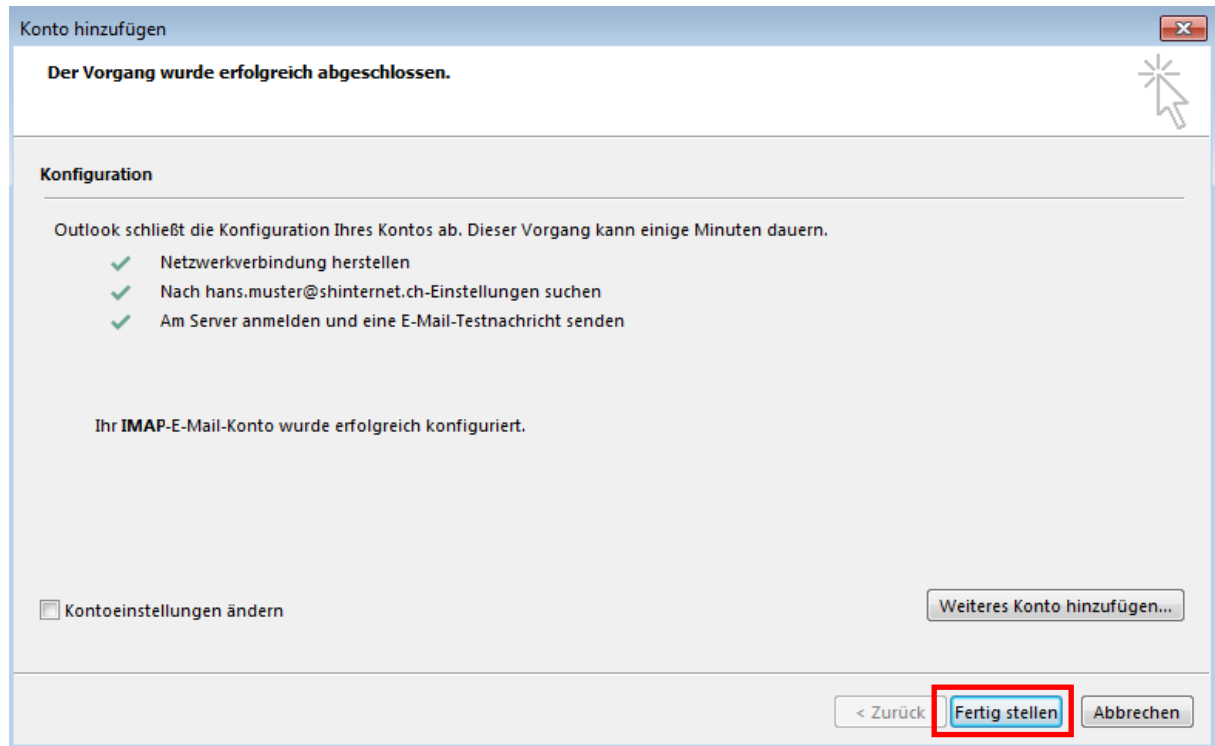 Konto hinzufügen
Der Vorgang wurde erfolgreich abgeschlossen.
Konfiguration
Outlook schließt die Konfiguration Ihres Kontos ab. Dieser Vorgang kann einige Minuten dauern.
Netzwerkverbindung herstellen
Nach hans.muster@shinternet.ch-Einstellungen suchen
Am Server anmelden und eine E-Mail-Testnachricht senden
Ihr IMAP-E-Mail-Konto wurde erfolgreich konfiguriert.
Kontoeinstellungen ändern
Weiteres Konto hinzufügen...
< Zurück
Fertig stellen
Abbrechen